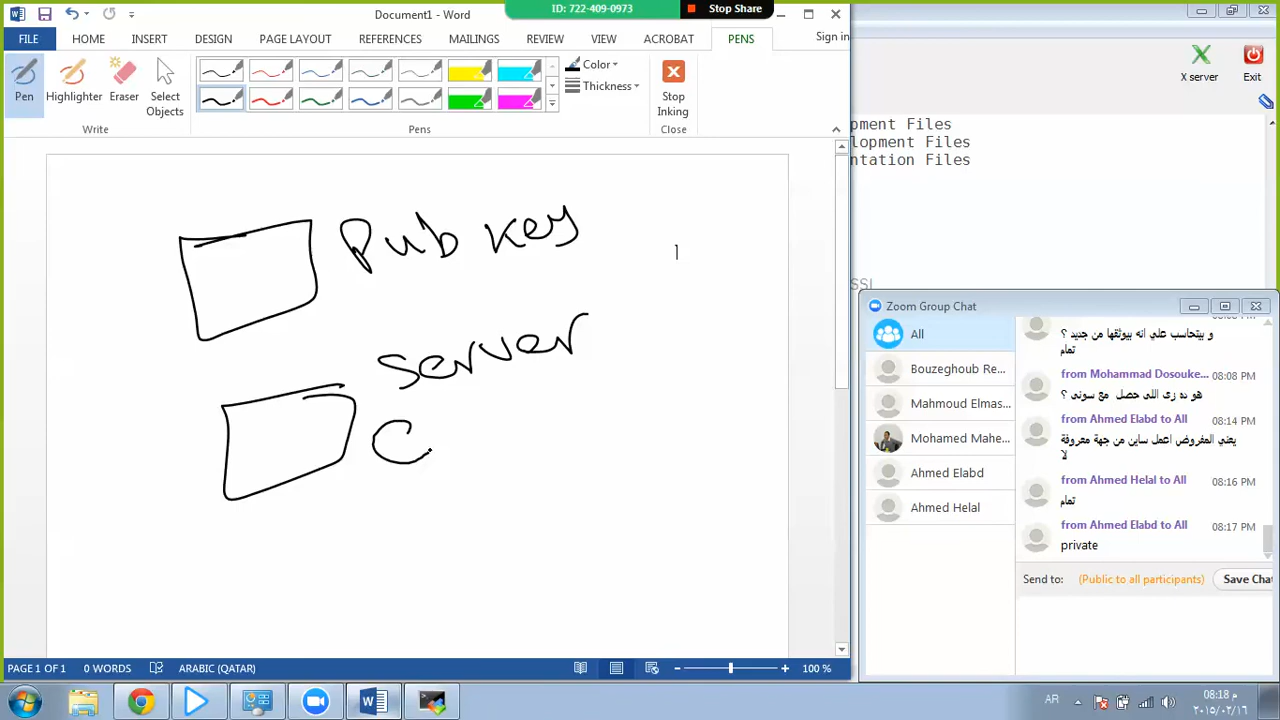 Document1 - Word
ID: 722-409-0973
Stop Share
FILE
HOME
INSERT
DESIGN
PAGE LAYOUT
REFERENCES
MAILINGS
REVIEW
VIEW
ACROBAT
PENS
Sign in
Pen
Highlighter
Eraser
Select Objects
Color
Thickness
Stop Inking
Write
Pens
Close
X server
Exit
pment Files
lopment Files
ntation Files
Pub key
server
C
Zoom Group Chat
All
Bouzeghoub Re...
Mahmoud Elmas...
Mohamed Mahe...
Ahmed Elabd
Ahmed Helal
و بيتحاسب علي انه بيوثقها من جديد ؟
تمام
from Mohammad Dosouke... 08:08 PM
هو ده زى اللى حصل مع سونى ؟
from Ahmed Elabd to All 08:14 PM
يعني المفروض اعمل ساين من جهة معروفة
لا
from Ahmed Helal to All 08:16 PM
تمام
from Ahmed Elabd to All 08:17 PM
private
Send to: (Public to all participants) Save Chat
PAGE 1 OF 1
0 WORDS
ARABIC (QATAR)
100 %
AR
08:18 م
٢٠١٥/٠٢/١٦